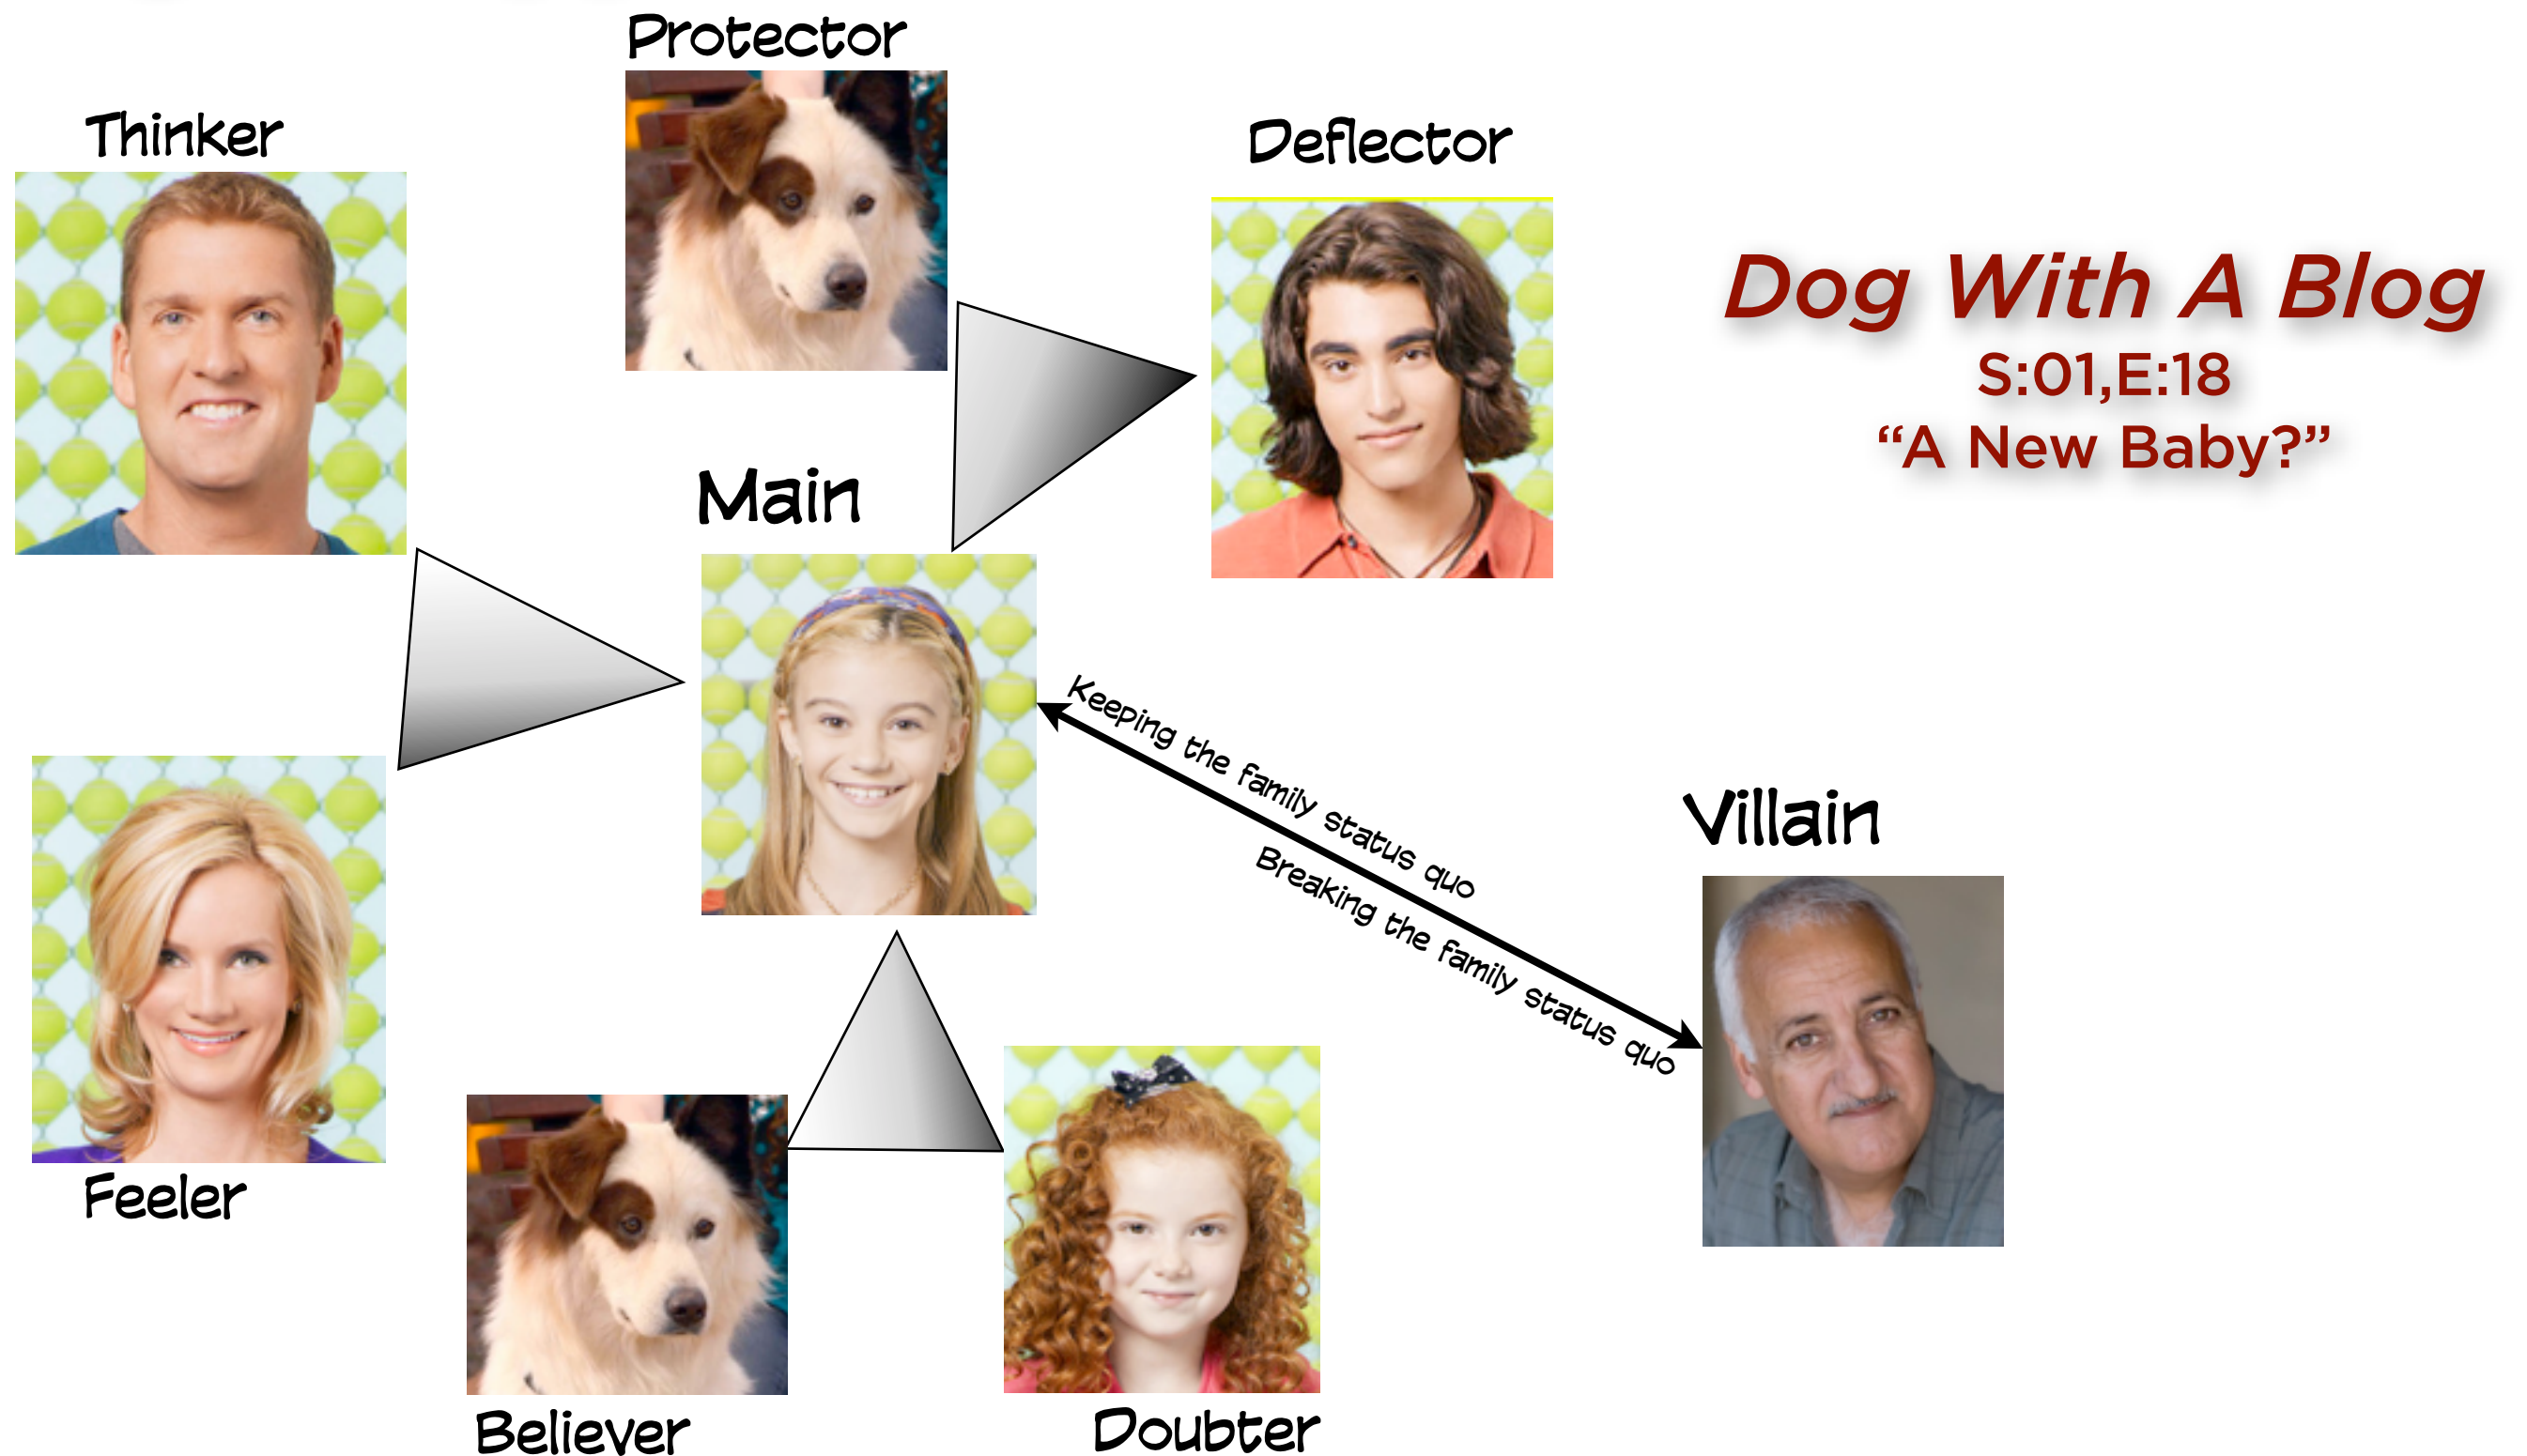 Protector
Thinker
Deflector
Dog With A Blog
S:01,E:18
“A New Baby?”
Main
Keeping the family status quo
Breaking the family status quo
Villain
Feeler
Believer
Doubter